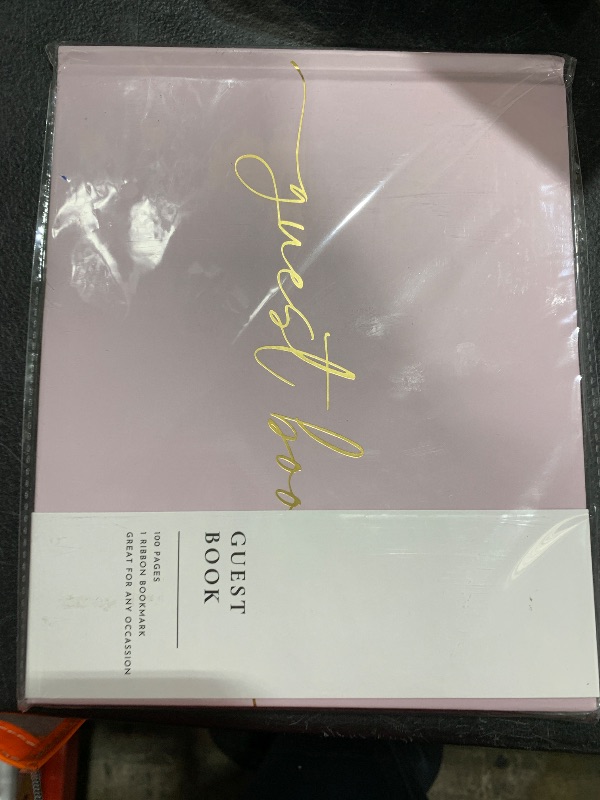 guest boo
GUEST
BOOK
100 PAGES
1 RIBBON BOOKMARK
GREAT FOR ANY OCCASSION